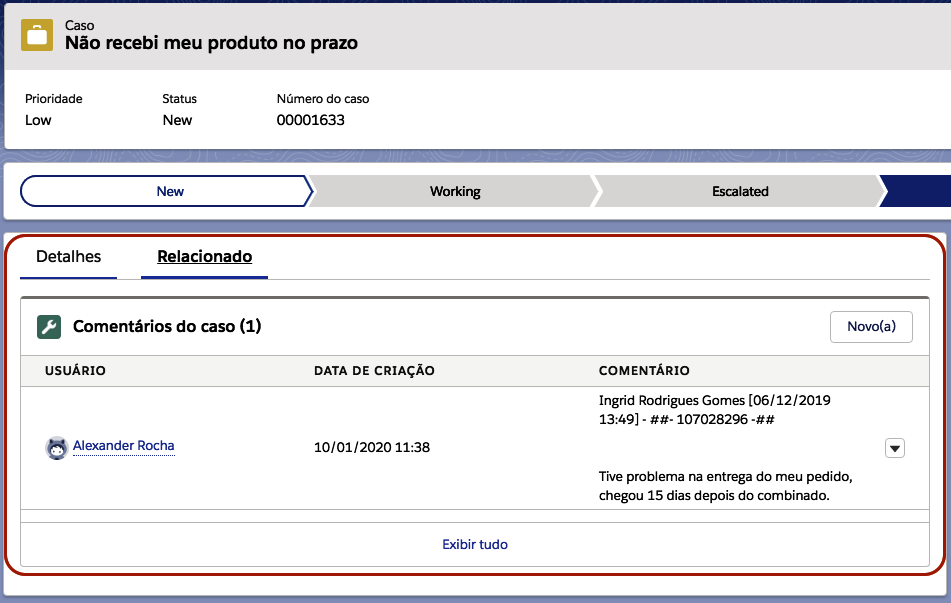 Caso
Não recebi meu produto no prazo
Prioridade Status Número do caso
Low New 00001633
New Working Escalated
Detalhes Relacionado
Comentários do caso (1) Novo(a)
USUÁRIO DATA DE CRIAÇÃO COMENTÁRIO
Ingrid Rodrigues Gomes [06/12/2019
13:49] - ##- 107028296 -##
Alexander Rocha 10/01/2020 11:38
Tive problema na entrega do meu pedido,
chegou 15 dias depois do combinado.
Exibir tudo